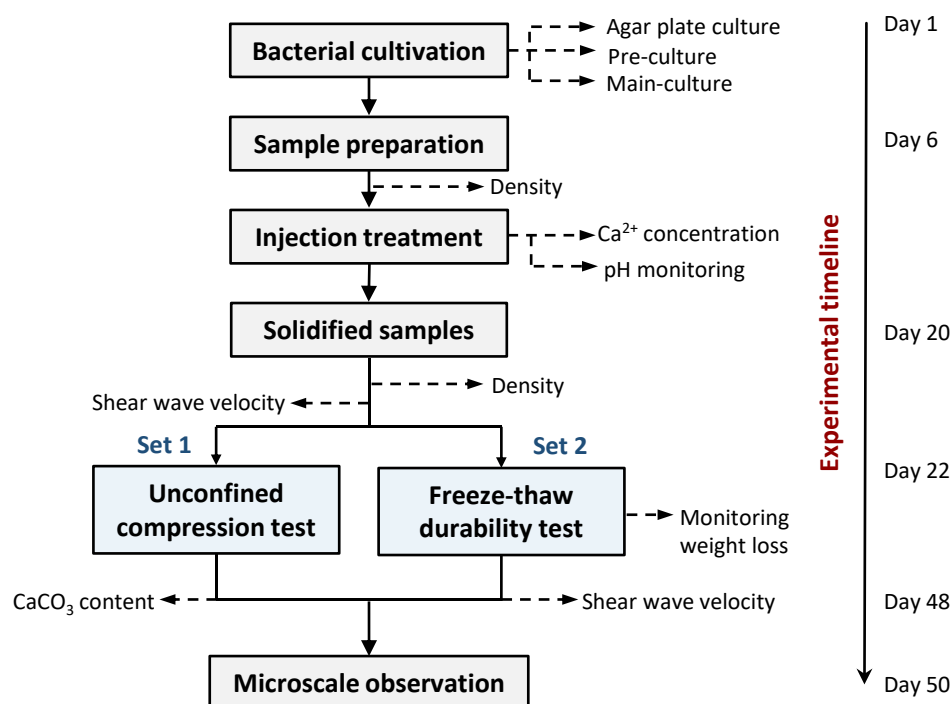 Bacterial cultivation
Agar plate culture
Pre-culture
Main-culture
Day 1
Sample preparation
Day 6
Density
Injection treatment
Ca²⁺ concentration
pH monitoring
Solidified samples
Day 20
Density
Shear wave velocity
Set 1
Set 2
Unconfined
compression test
Freeze-thaw
durability test
Day 22
Monitoring
weight loss
CaCO₃ content
Shear wave velocity
Day 48
Microscale observation
Day 50
Experimental timeline